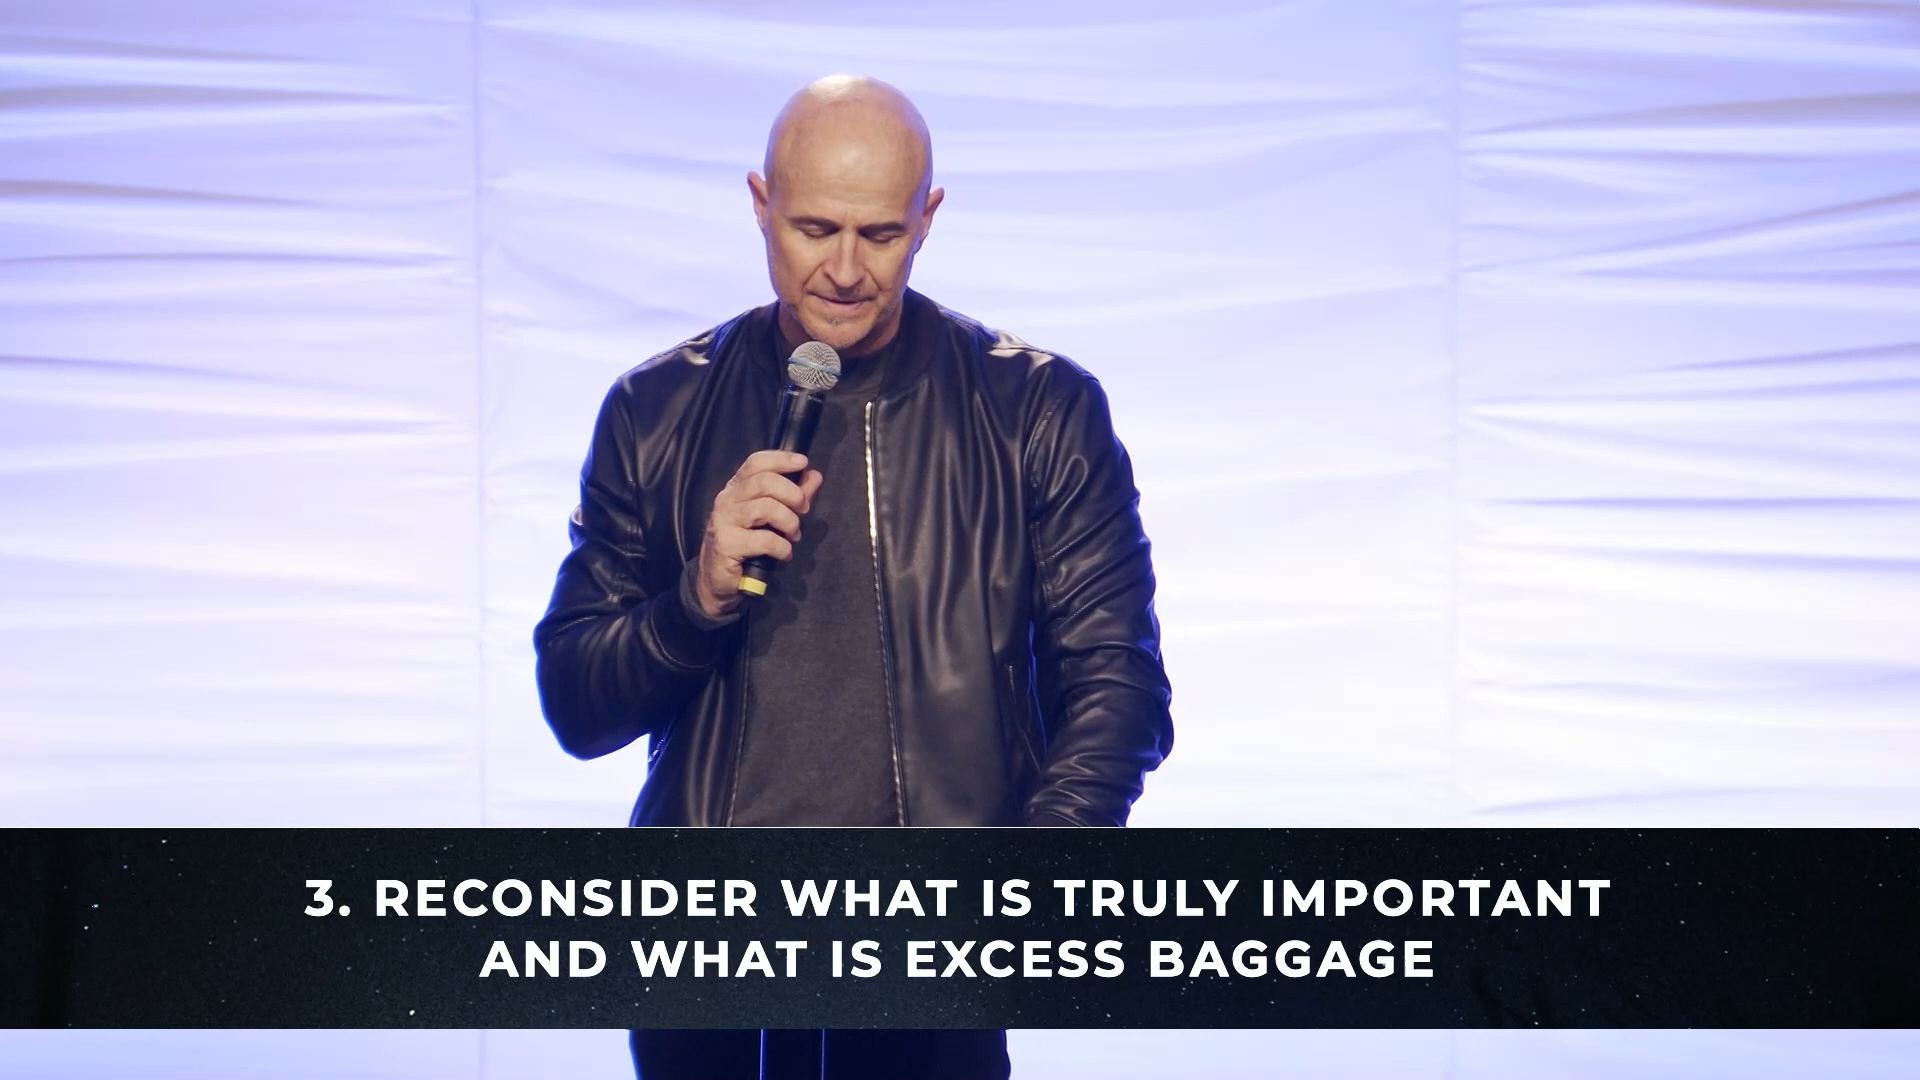 3. RECONSIDER WHAT IS TRULY IMPORTANT
AND WHAT IS EXCESS BAGGAGE